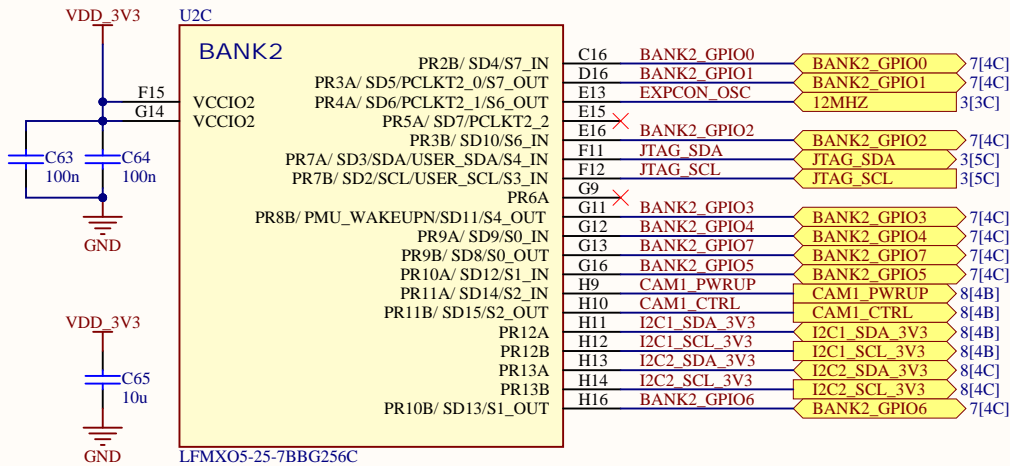 VDD_3V3
U2C
BANK2
PR2B/ SD4/S7_IN C16 BANK2_GPIO0 BANK2_GPIO0 7[4C]
PR3A/ SD5/PCLKT2_0/S7_OUT D16 BANK2_GPIO1 BANK2_GPIO1 7[4C]
F15 VCCIO2 PR4A/ SD6/PCLKT2_1/S6_OUT E13 EXPCON_OSC 12MHZ 3[3C]
G14 VCCIO2 PR5A/ SD7/PCLKT2_2 E15
PR3B/ SD10/S6_IN E16 BANK2_GPIO2 BANK2_GPIO2 7[4C]
C63 C64 PR7A/ SD3/SDA/USER_SDA/S4_IN F11 JTAG_SDA JTAG_SDA 3[5C]
100n 100n PR7B/ SD2/SCL/USER_SCL/S3_IN F12 JTAG_SCL JTAG_SCL 3[5C]
PR6A G9
PR8B/ PMU_WAKEUPN/SD11/S4_OUT G11 BANK2_GPIO3 BANK2_GPIO3 7[4C]
PR9A/ SD9/S0_IN G12 BANK2_GPIO4 BANK2_GPIO4 7[4C]
GND PR9B/ SD8/S0_OUT G13 BANK2_GPIO7 BANK2_GPIO7 7[4C]
PR10A/ SD12/S1_IN G16 BANK2_GPIO5 BANK2_GPIO5 7[4C]
PR11A/ SD14/S2_IN H9 CAM1_PWRUP CAM1_PWRUP 8[4B]
PR11B/ SD15/S2_OUT H10 CAM1_CTRL CAM1_CTRL 8[4B]
VDD_3V3 PR12A H11 I2C1_SDA_3V3 I2C1_SDA_3V3 8[4B]
PR12B H12 I2C1_SCL_3V3 I2C1_SCL_3V3 8[4B]
C65 PR13A H13 I2C2_SDA_3V3 I2C2_SDA_3V3 8[4C]
10u PR13B H14 I2C2_SCL_3V3 I2C2_SCL_3V3 8[4C]
PR10B/ SD13/S1_OUT H16 BANK2_GPIO6 BANK2_GPIO6 7[4C]
GND LFMXO5-25-7BBG256C